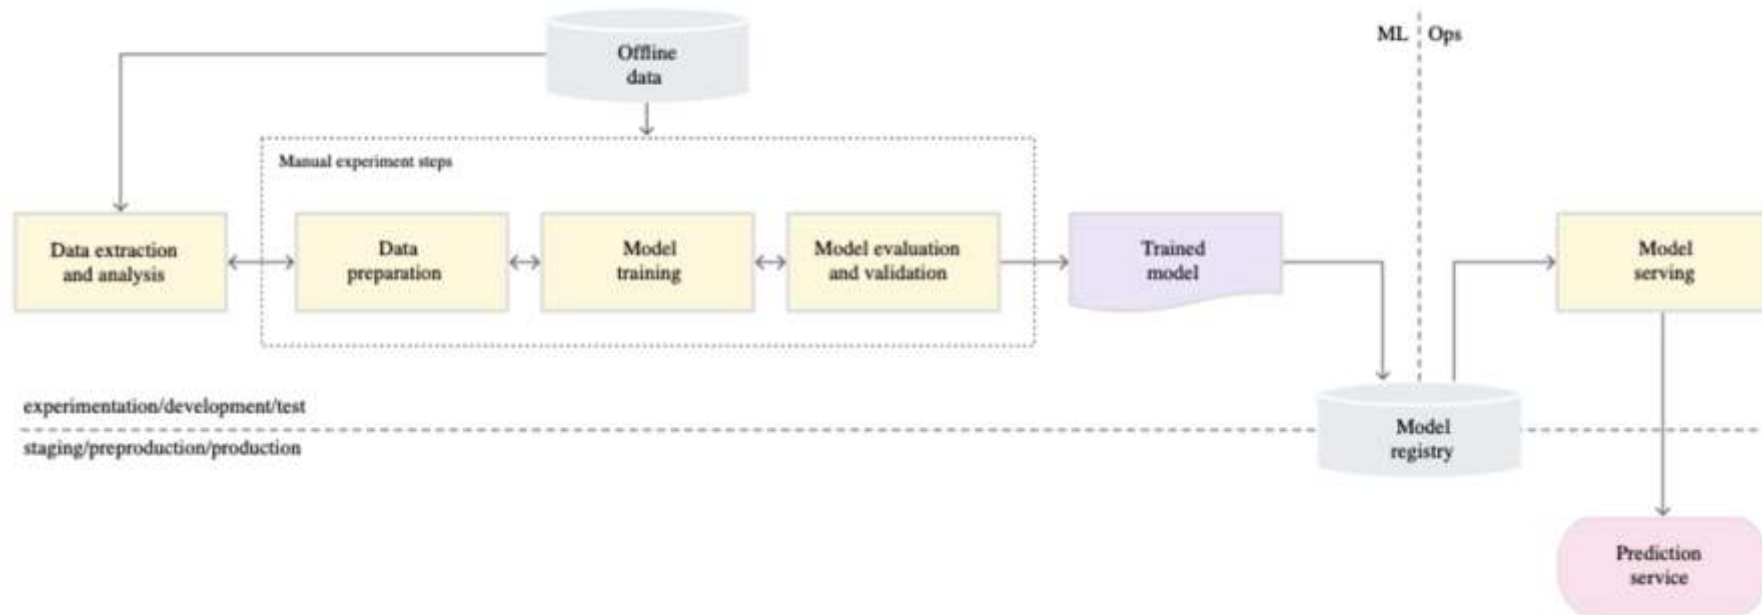 Offline
data
ML
Ops
Manual experiment steps
Data extraction
and analysis
Data
preparation
Model
training
Model evaluation
and validation
Trained
model
Model
serving
experimentation/development/test
staging/preproduction/production
Model
registry
Prediction
service